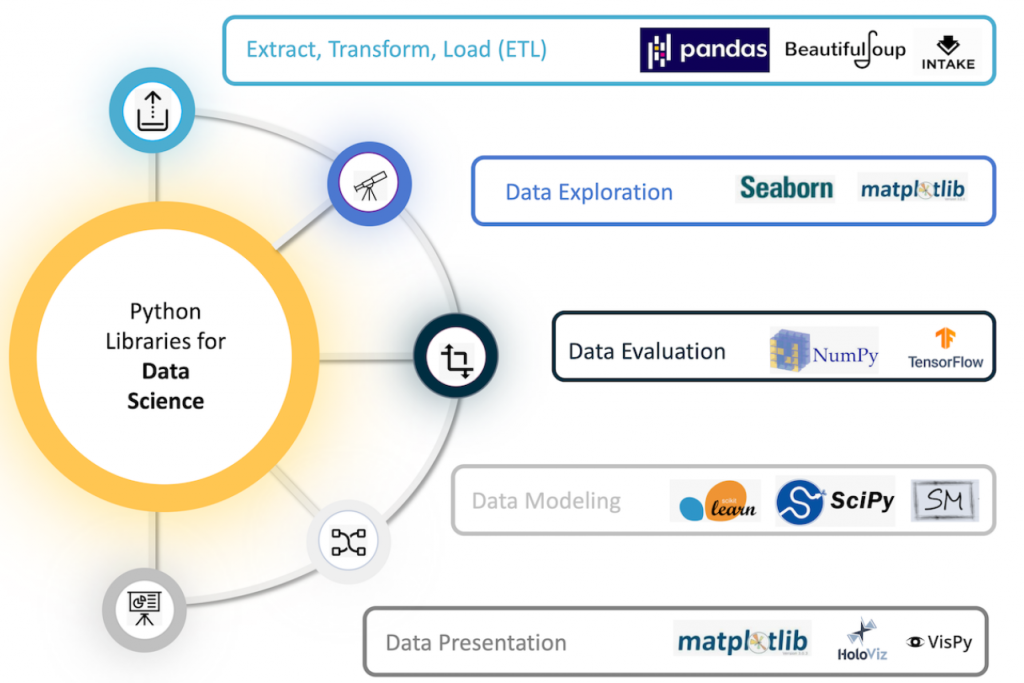 Extract, Transform, Load (ETL)
pandas
BeautifulSoup
INTAKE
Data Exploration
Seaborn
matplotlib
Python
Libraries for
Data
Science
Data Evaluation
NumPy
TensorFlow
Data Modeling
scikit
learn
SciPy
SM
Data Presentation
matplotlib
HoloViz
VisPy